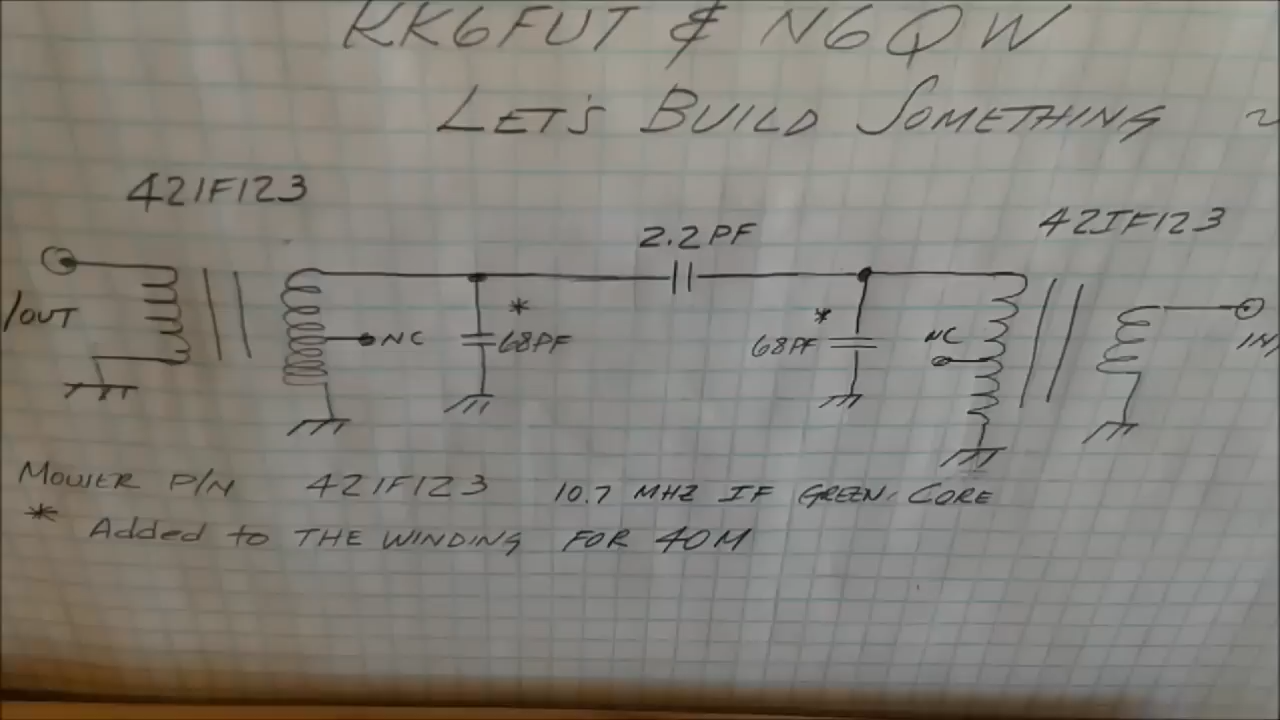 KK6FUT & N6QW
LET'S BUILD SOMETHING ~
42IF123
42IF123
2.2PF
/OUT
*
*
NC
68PF
68PF
NC
IN/
MOUSER P/N 42IF123 10.7 MHZ IF GREEN CORE
* Added to THE WINDING FOR 40M